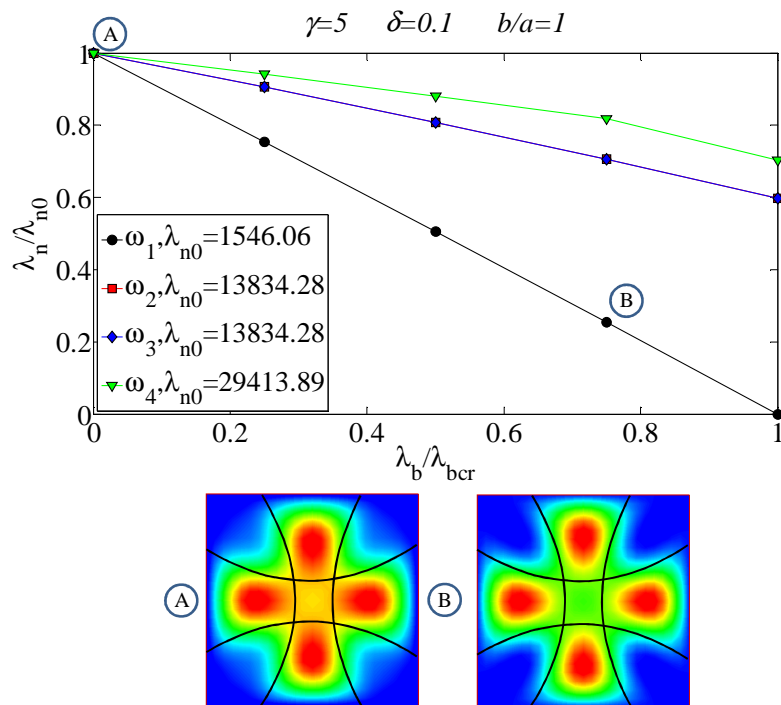 A
γ=5 δ=0.1 b/a=1
1
0.8
0.6
0.4
0.2
0
λn/λn0
ω1,λn0=1546.06
ω2,λn0=13834.28
ω3,λn0=13834.28
ω4,λn0=29413.89
B
0 0.2 0.4 0.6 0.8 1
λb/λbcr
A B